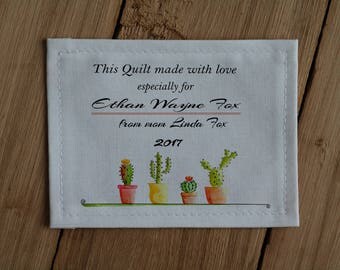 This Quilt made with love
especially for
Ethan Wayne Fox
from mom Linda Fox
2017